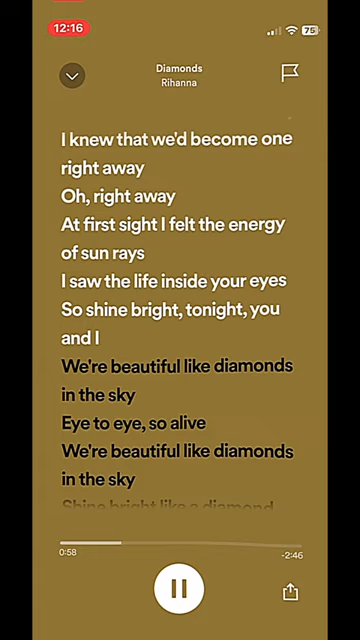 12:16
75
Diamonds
Rihanna
I knew that we'd become one
right away
Oh, right away
At first sight I felt the energy
of sun rays
I saw the life inside your eyes
So shine bright, tonight, you
and I
We're beautiful like diamonds
in the sky
Eye to eye, so alive
We're beautiful like diamonds
in the sky
Shine bright like a diamond
0:58
-2:46